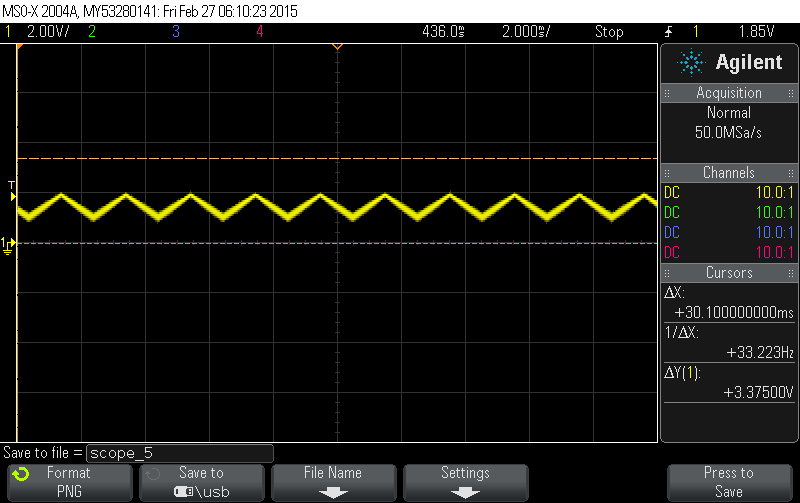 MSO-X 2004A, MY53280141: Fri Feb 27 06:10:23 2015
1 2.00V/ 2 3 4 436.0ms 2.000ms/ Stop 1 1.85V
Agilent
Acquisition
Normal
50.0MSa/s
Channels
DC 10.0:1
DC 10.0:1
DC 10.0:1
DC 10.0:1
Cursors
ΔX:
+30.100000000ms
1/ΔX:
+33.223Hz
ΔY(1):
+3.37500V
T
1
Save to file = scope_5
Format
PNG
Save to
\usb
File Name
Settings
Press to
Save